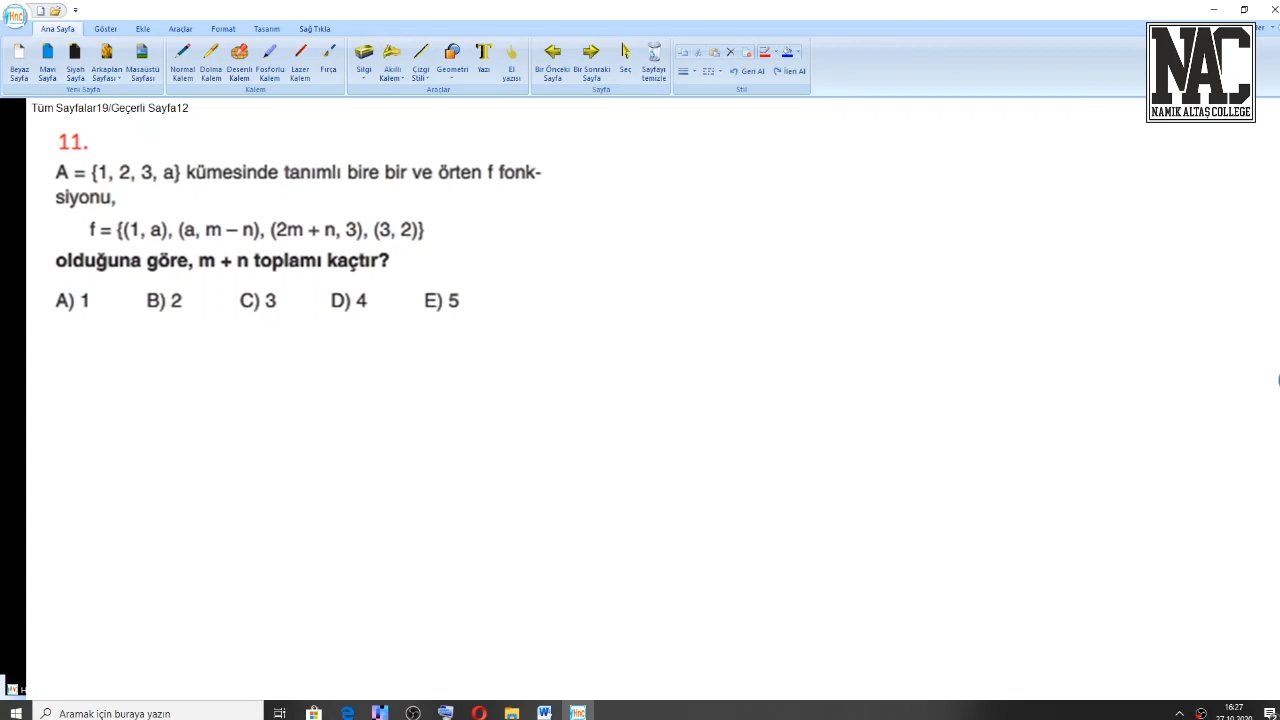 Ana Sayfa Göster Ekle Araçlar Format Tasarım Sağ Tıkla
Beyaz Sayfa Mavi Sayfa Siyah Sayfa Arkaplan Sayfası Masaüstü Sayfası
Normal Kalem Dolma Kalem Desenli Kalem Fosforlu Kalem Lazer Kalem Fırça
Silgi Akıllı Kalem Çizgi Stili Geometri Yazı El yazısı
Bir Önceki Sayfa Bir Sonraki Sayfa Sec Sayfayı temizle
Geri Al İleri Al
Yeni Sayfa Kalem Araçlar Sayfa Stil
NAC
NAMIK ALTAŞ COLLEGE
Tüm Sayfalar19/Geçerli Sayfa12
11.
A = {1, 2, 3, a} kümesinde tanımlı bire bir ve örten f fonk-
siyonu,
f = {(1, a), (a, m – n), (2m + n, 3), (3, 2)}
olduğuna göre, m + n toplamı kaçtır?
A) 1 B) 2 C) 3 D) 4 E) 5
Aramak için buraya yazın
16:27
27.10.2020